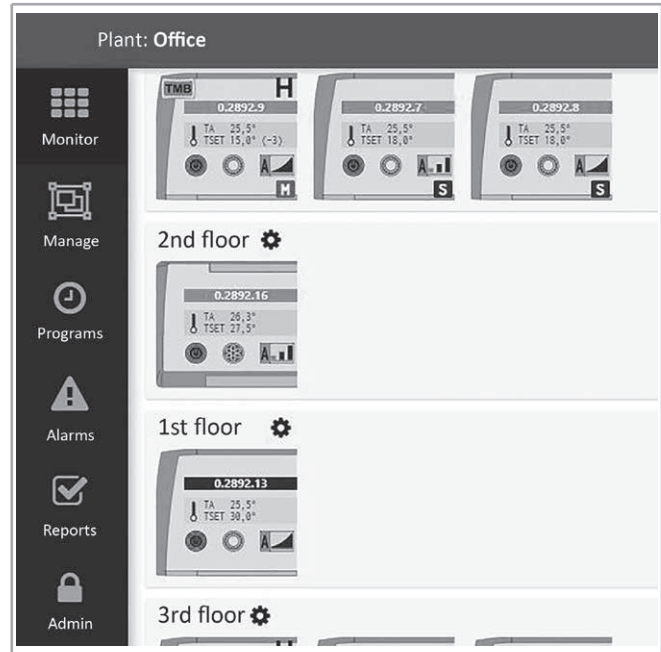 Plant: Office
Monitor
Manage
Programs
Alarms
Reports
Admin
TMB H
0.2892.9
TA 25,5°
TSET 15,0° (-3)
A
M
0.2892.7
TA 25,5°
TSET 18,0°
A
S
0.2892.8
TA 25,5°
TSET 18,0°
A
S
2nd floor
0.2892.16
TA 26,3°
TSET 27,5°
A
1st floor
0.2892.13
TA 25,5°
TSET 30,0°
A
3rd floor
H